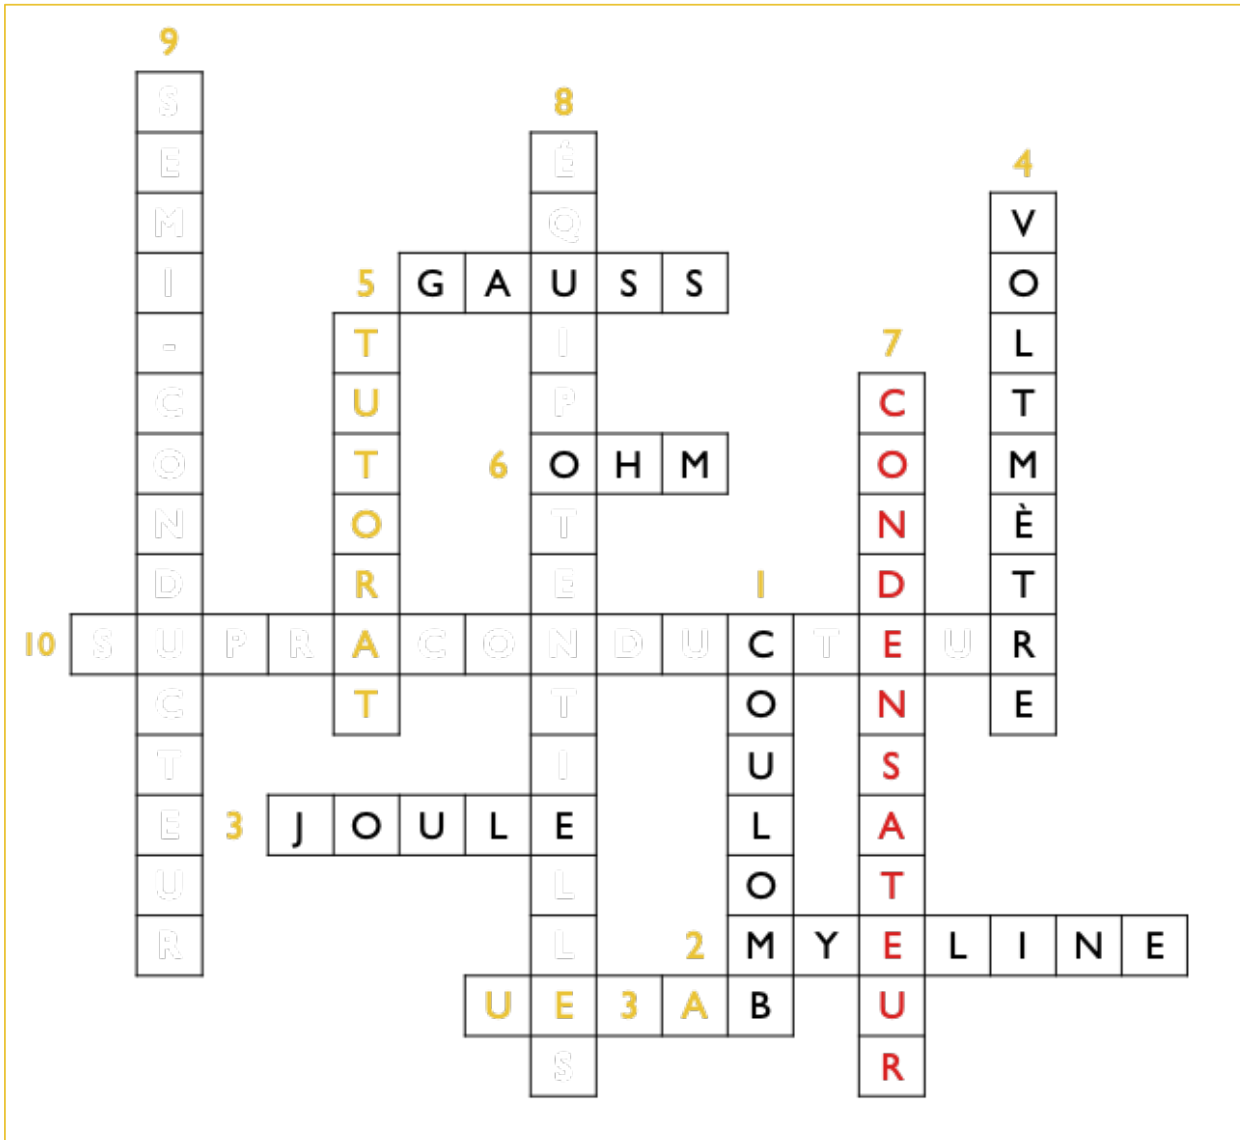 9
SEMI-CONDUCTEUR
8
ÉQUIPOTENTIELLES
4
VOLTMÈTRE
5 GAUSS
TUTORAT
7
CONDENSATEUR
6 OHM
1
COULOMB
10 SUPRACONDUCTEUR
3 JOULE
2 MYELINE
UE3AB